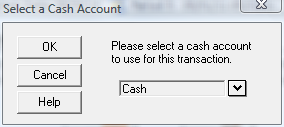 Select a Cash Account
OK
Please select a cash account
to use for this transaction.
Cancel
Cash
Help